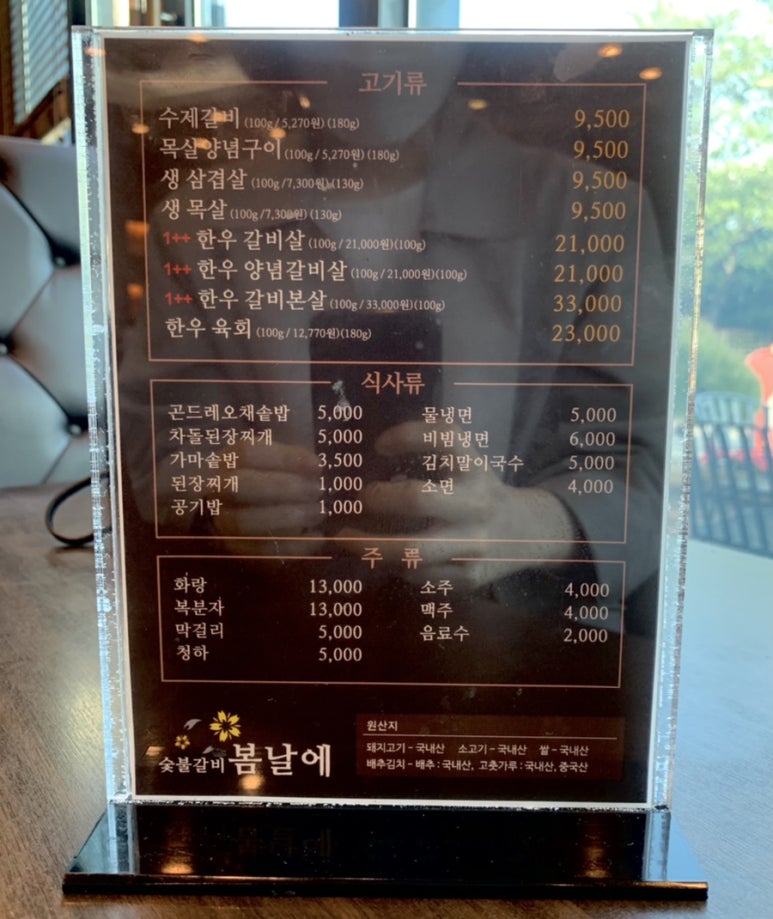 고기류
수제갈비 (100g / 5,270원) (180g) 9,500
목살양념구이 (100g / 5,270원) (180g) 9,500
생 삼겹살 (100g /7,300원) (130g) 9,500
생 목살 (100g /7,300원) (130g) 9,500
1++ 한우 갈비살 (100g / 21,000원)(100g) 21,000
1++ 한우 양념갈비살 (100g / 21,000원)(100g) 21,000
1++ 한우 갈비본살 (100g / 33,000원)(100g) 33,000
한우 육회 (100g / 12,770원)(180g) 23,000
식사류
곤드레오채솥밥 5,000 물냉면 5,000
차돌된장찌개 5,000 비빔냉면 6,000
가마솥밥 3,500 김치말이국수 5,000
된장찌개 1,000 소면 4,000
공기밥 1,000
주 류
화랑 13,000 소주 4,000
복분자 13,000 맥주 4,000
막걸리 5,000 음료수 2,000
청하 5,000
숯불갈비 봄날에
원산지
돼지고기 - 국내산 소고기 - 국내산 쌀 - 국내산
배추김치 - 배추 : 국내산, 고춧가루 : 국내산, 중국산